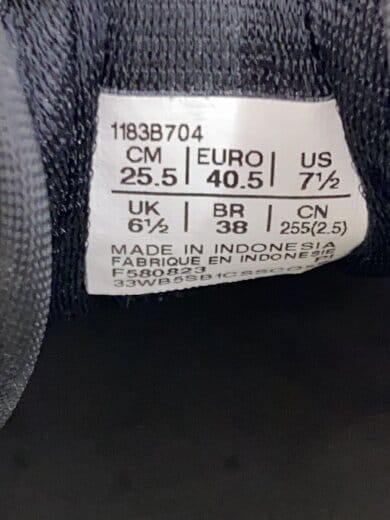 1183B704
CM | EURO | US
25.5 | 40.5 | 7½
UK | BR | CN
6½ | 38 | 255(2.5)
MADE IN INDONESIA
FABRIQUE EN INDONESIE
F580823 PI